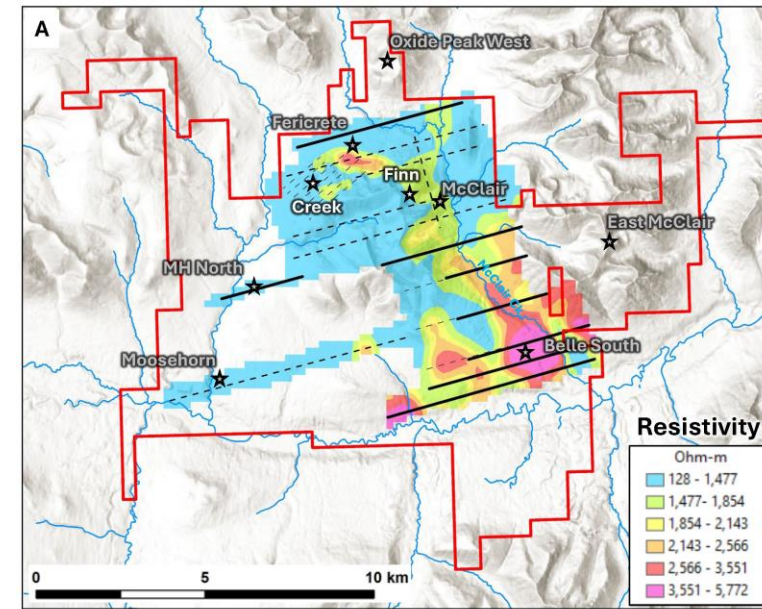 A
Oxide Peak West
Fericrete
Finn
McClair
Creek
East McClair
MH North
McClair Ck
Moosehorn
Belle South
Resistivity
Ohm-m
128 - 1,477
1,477- 1,854
1,854 - 2,143
2,143 - 2,566
2,566 - 3,551
3,551 - 5,772
0 5 10 km